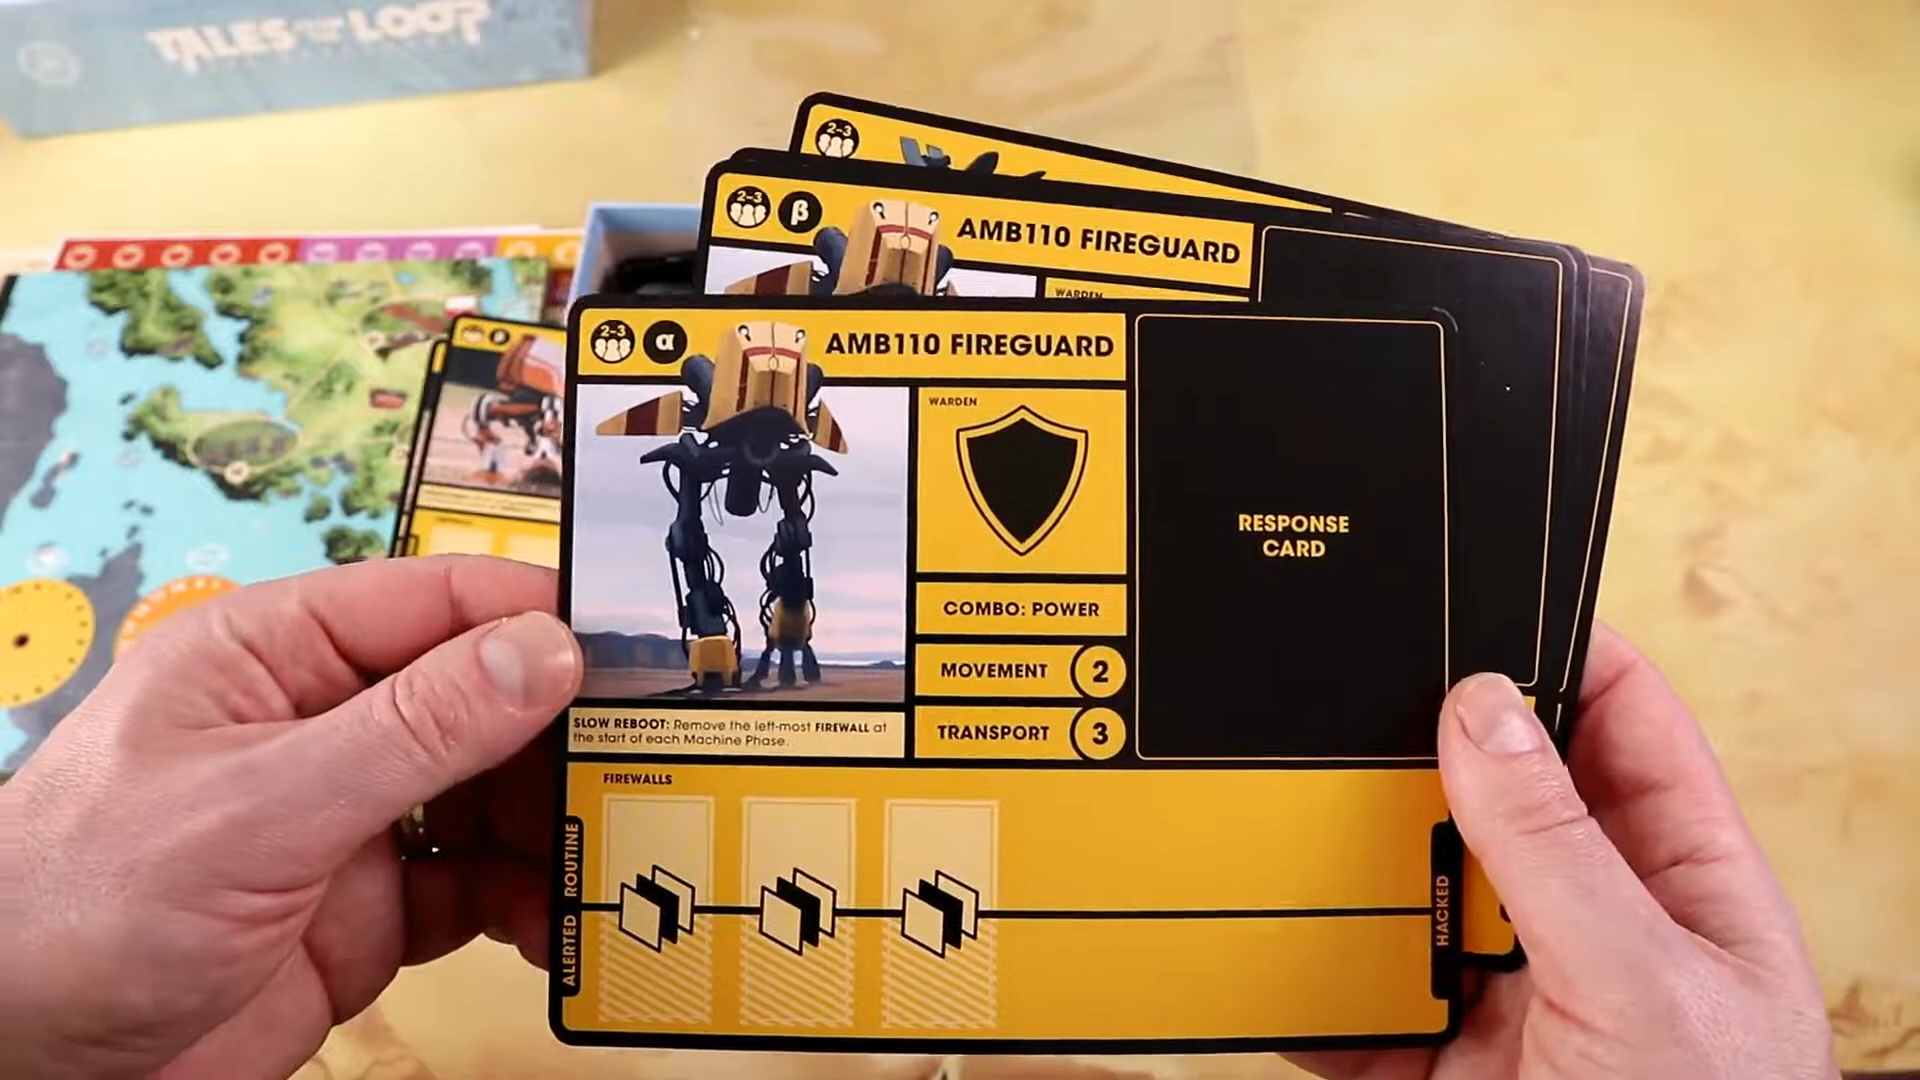 TALES FROM THE LOOP
2-3
2-3
β
AMB110 FIREGUARD
WARDEN
2-3
α
AMB110 FIREGUARD
WARDEN
RESPONSE
CARD
COMBO: POWER
MOVEMENT 2
TRANSPORT 3
SLOW REBOOT: Remove the left-most FIREWALL at
the start of each Machine Phase.
FIREWALLS
ROUTINE
ALERTED
HACKED
β